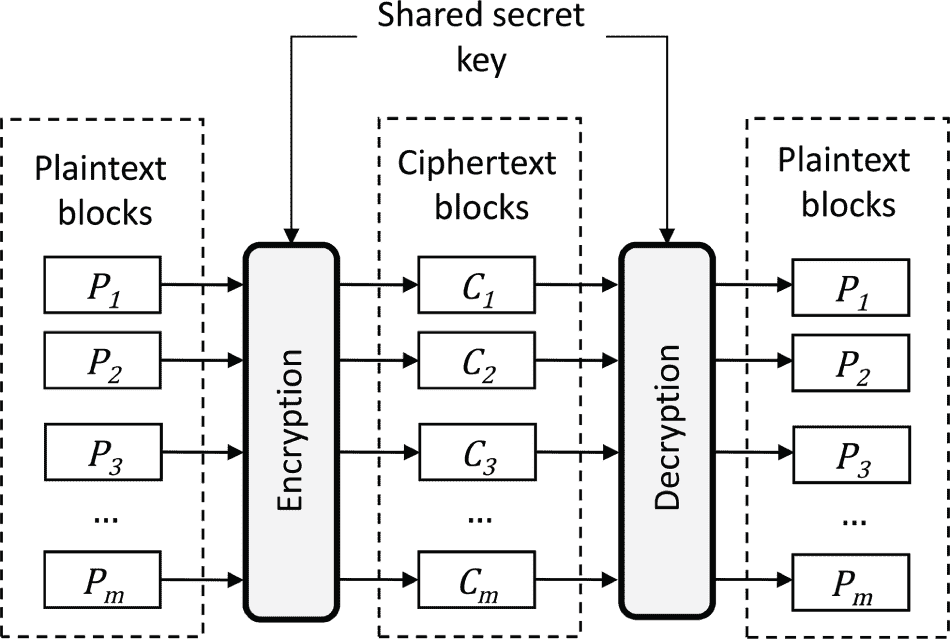 Shared secret
key
Plaintext
blocks
P1
P2
P3
...
Pm
Encryption
Ciphertext
blocks
C1
C2
C3
...
Cm
Decryption
Plaintext
blocks
P1
P2
P3
...
Pm